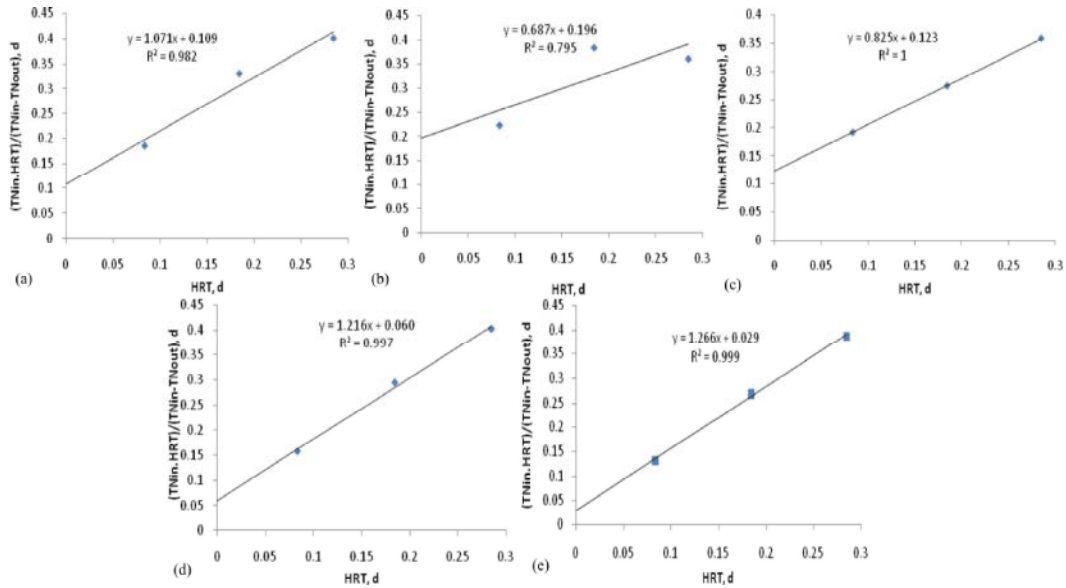 (TNin.HRT)/(TNin-TNout), d
0.45
0.4
0.35
0.3
0.25
0.2
0.15
0.1
0.05
0
y = 1.071x + 0.109
R² = 0.982
0 0.05 0.1 0.15 0.2 0.25 0.3
HRT, d
(a)
(TNin.HRT)/(TNin-TNout), d
0.45
0.4
0.35
0.3
0.25
0.2
0.15
0.1
0.05
0
y = 0.687x + 0.196
R² = 0.795
0 0.05 0.1 0.15 0.2 0.25 0.3
HRT, d
(b)
(TNin.HRT)/(TNin-TNout), d
0.4
0.35
0.3
0.25
0.2
0.15
0.1
0.05
0
y = 0.825x + 0.123
R² = 1
0 0.05 0.1 0.15 0.2 0.25 0.3
HRT, d
(c)
(TNin.HRT)/(TNin-TNout), d
0.45
0.4
0.35
0.3
0.25
0.2
0.15
0.1
0.05
0
y = 1.216x + 0.060
R² = 0.997
0 0.05 0.1 0.15 0.2 0.25 0.3
HRT, d
(d)
(TNin.HRT)/(TNin-TNout), d
0.45
0.4
0.35
0.3
0.25
0.2
0.15
0.1
0.05
0
y = 1.266x + 0.029
R² = 0.999
0 0.05 0.1 0.15 0.2 0.25 0.3
HRT, d
(e)